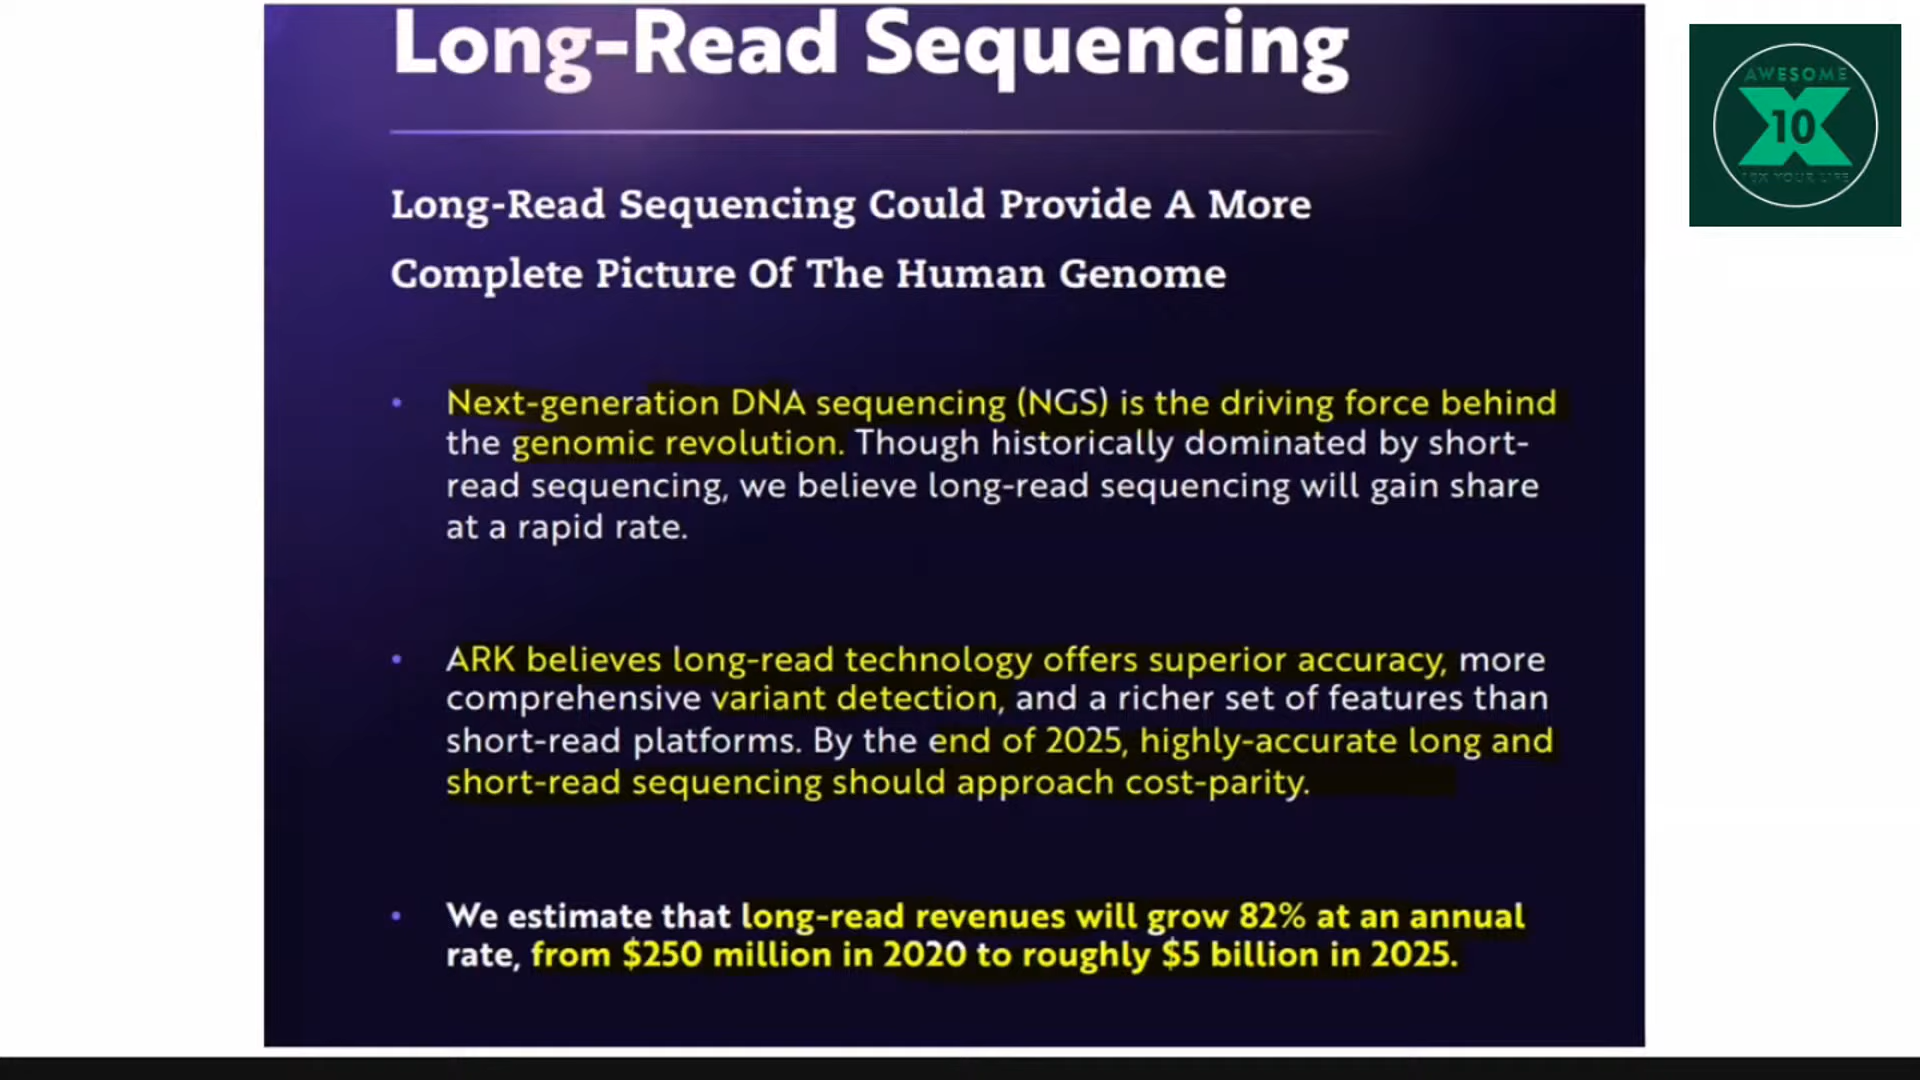 Long-Read Sequencing
AWESOME
10
10X YOUR LIFE
Long-Read Sequencing Could Provide A More
Complete Picture Of The Human Genome
• Next-generation DNA sequencing (NGS) is the driving force behind
the genomic revolution. Though historically dominated by short-
read sequencing, we believe long-read sequencing will gain share
at a rapid rate.
• ARK believes long-read technology offers superior accuracy, more
comprehensive variant detection, and a richer set of features than
short-read platforms. By the end of 2025, highly-accurate long and
short-read sequencing should approach cost-parity.
• We estimate that long-read revenues will grow 82% at an annual
rate, from $250 million in 2020 to roughly $5 billion in 2025.